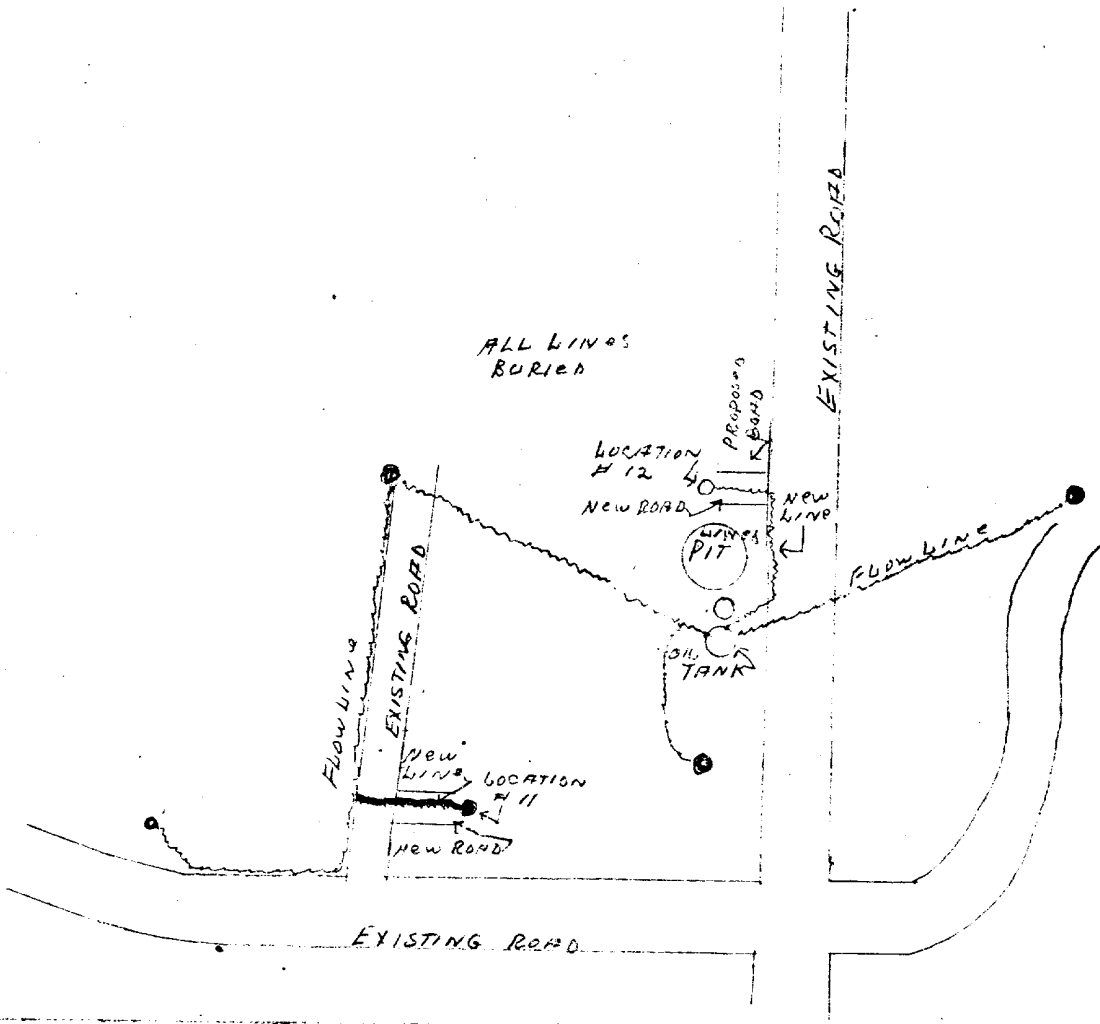 EXISTING ROAD
ALL LINES
BURIED
PROPOSED
ROAD
LOCATION
# 12
NEW ROAD
NEW
LINE
PIT
FLOW LINE
OIL
TANK
EXISTING ROAD
FLOW LINE
NEW
LINE
LOCATION
# 11
NEW ROAD
EXISTING ROAD